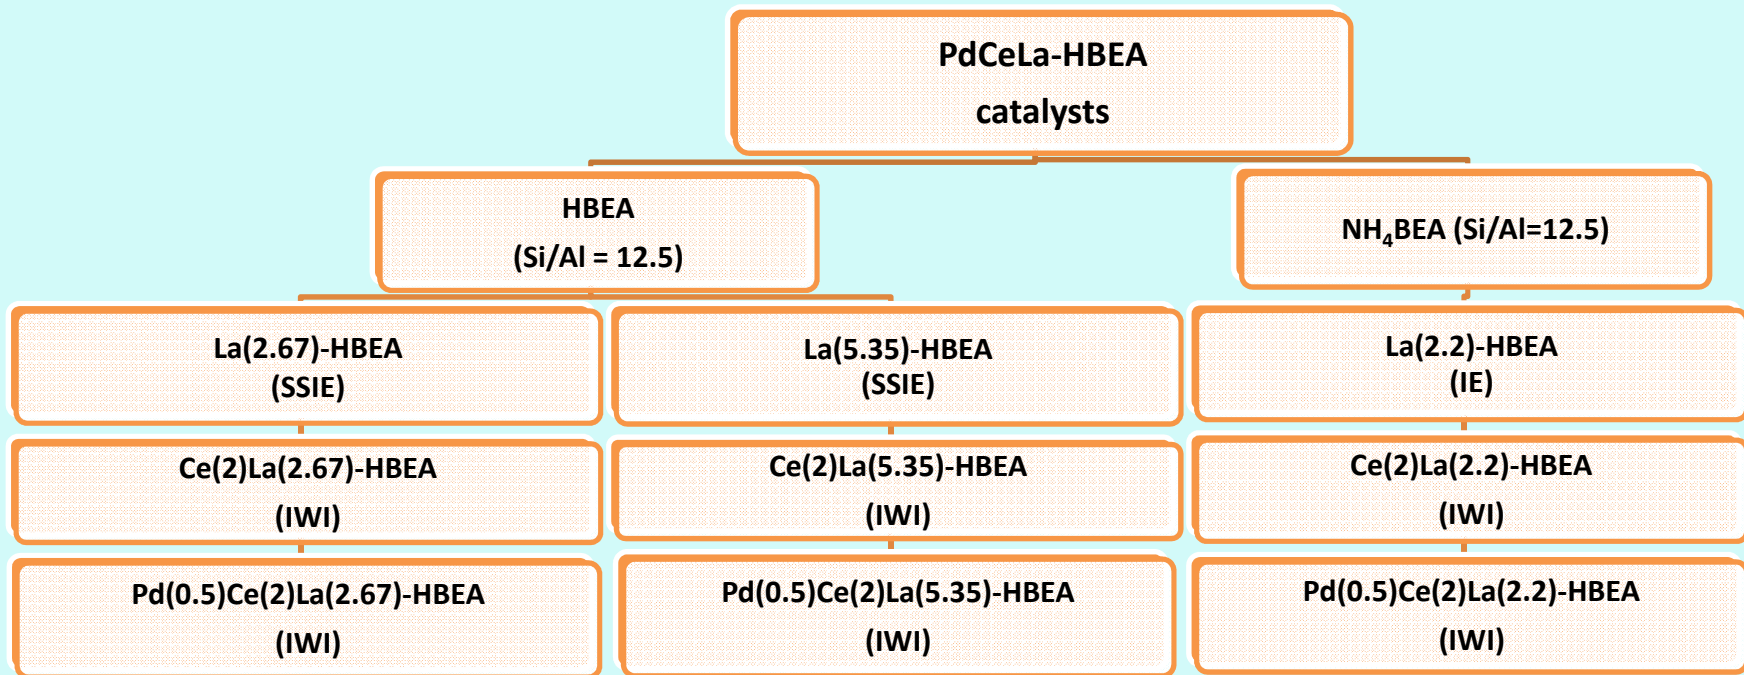 PdCeLa-HBEA
catalysts
HBEA
(Si/Al = 12.5)
NH₄BEA (Si/Al=12.5)
La(2.67)-HBEA
(SSIE)
La(5.35)-HBEA
(SSIE)
La(2.2)-HBEA
(IE)
Ce(2)La(2.67)-HBEA
(IWI)
Ce(2)La(5.35)-HBEA
(IWI)
Ce(2)La(2.2)-HBEA
(IWI)
Pd(0.5)Ce(2)La(2.67)-HBEA
(IWI)
Pd(0.5)Ce(2)La(5.35)-HBEA
(IWI)
Pd(0.5)Ce(2)La(2.2)-HBEA
(IWI)